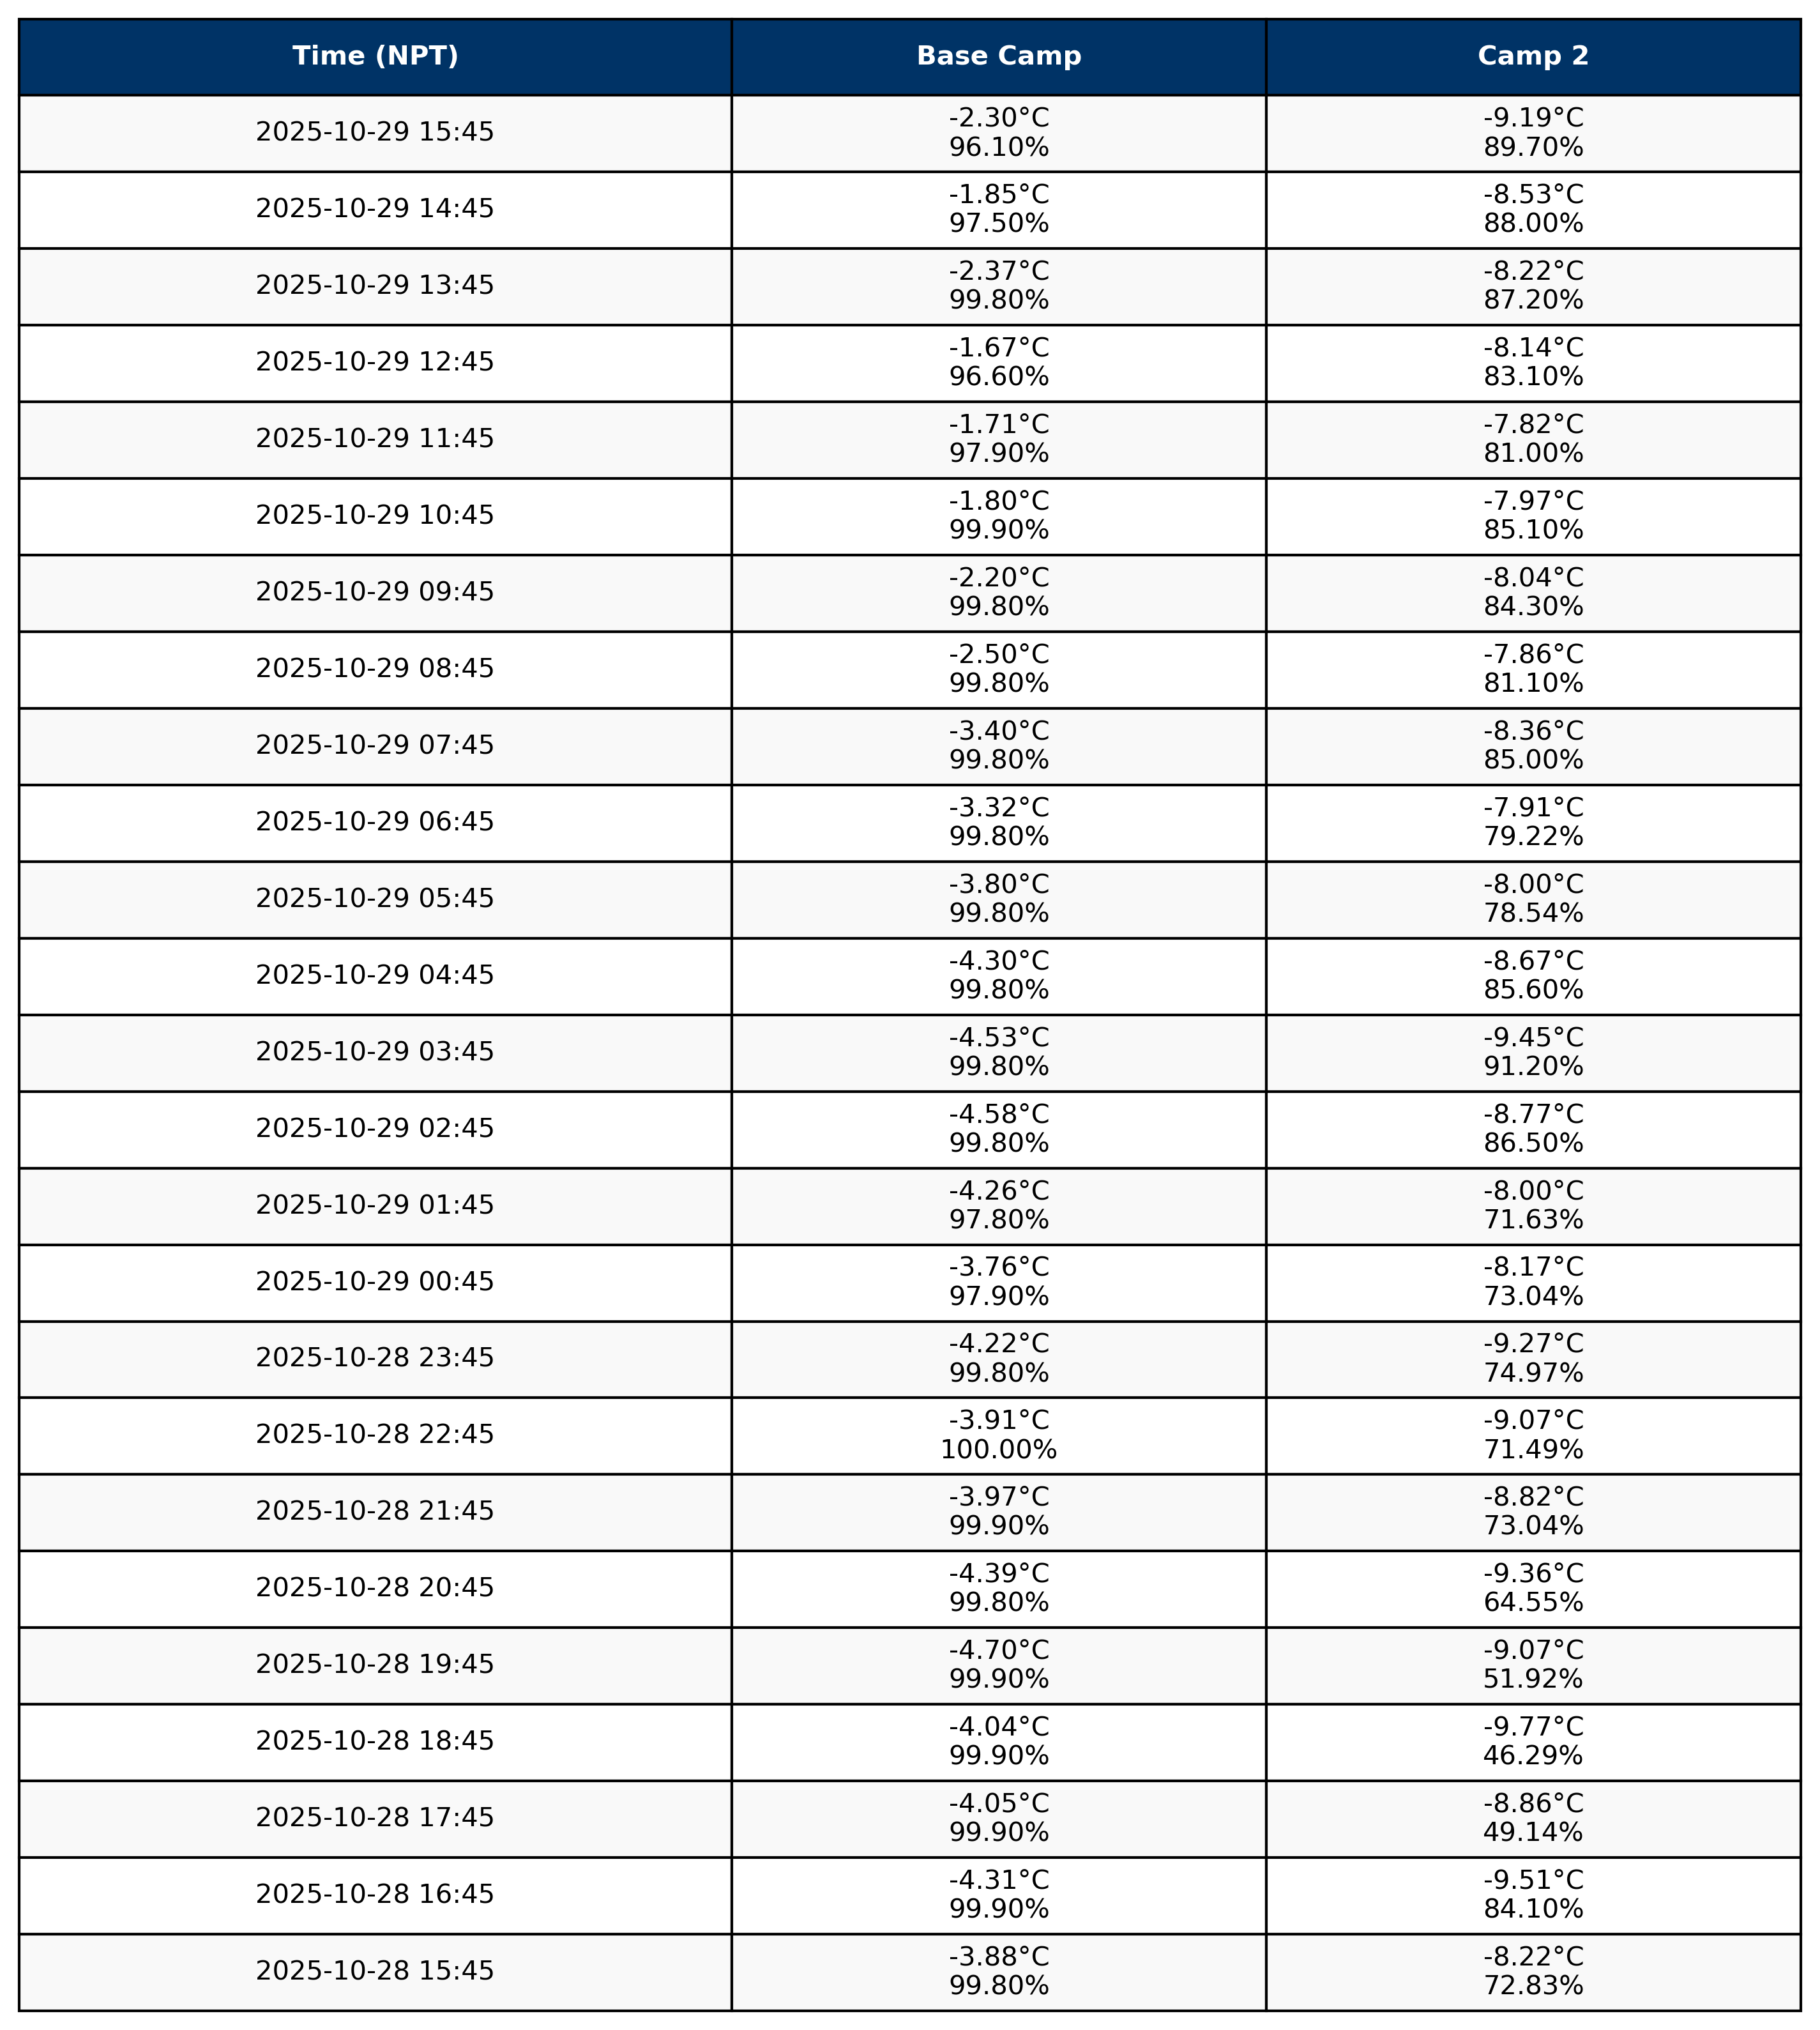 Time (NPT) Base Camp Camp 2
2025-10-29 15:45 -2.30°C -9.19°C
96.10% 89.70%
2025-10-29 14:45 -1.85°C -8.53°C
97.50% 88.00%
2025-10-29 13:45 -2.37°C -8.22°C
99.80% 87.20%
2025-10-29 12:45 -1.67°C -8.14°C
96.60% 83.10%
2025-10-29 11:45 -1.71°C -7.82°C
97.90% 81.00%
2025-10-29 10:45 -1.80°C -7.97°C
99.90% 85.10%
2025-10-29 09:45 -2.20°C -8.04°C
99.80% 84.30%
2025-10-29 08:45 -2.50°C -7.86°C
99.80% 81.10%
2025-10-29 07:45 -3.40°C -8.36°C
99.80% 85.00%
2025-10-29 06:45 -3.32°C -7.91°C
99.80% 79.22%
2025-10-29 05:45 -3.80°C -8.00°C
99.80% 78.54%
2025-10-29 04:45 -4.30°C -8.67°C
99.80% 85.60%
2025-10-29 03:45 -4.53°C -9.45°C
99.80% 91.20%
2025-10-29 02:45 -4.58°C -8.77°C
99.80% 86.50%
2025-10-29 01:45 -4.26°C -8.00°C
97.80% 71.63%
2025-10-29 00:45 -3.76°C -8.17°C
97.90% 73.04%
2025-10-28 23:45 -4.22°C -9.27°C
99.80% 74.97%
2025-10-28 22:45 -3.91°C -9.07°C
100.00% 71.49%
2025-10-28 21:45 -3.97°C -8.82°C
99.90% 73.04%
2025-10-28 20:45 -4.39°C -9.36°C
99.80% 64.55%
2025-10-28 19:45 -4.70°C -9.07°C
99.90% 51.92%
2025-10-28 18:45 -4.04°C -9.77°C
99.90% 46.29%
2025-10-28 17:45 -4.05°C -8.86°C
99.90% 49.14%
2025-10-28 16:45 -4.31°C -9.51°C
99.90% 84.10%
2025-10-28 15:45 -3.88°C -8.22°C
99.80% 72.83%